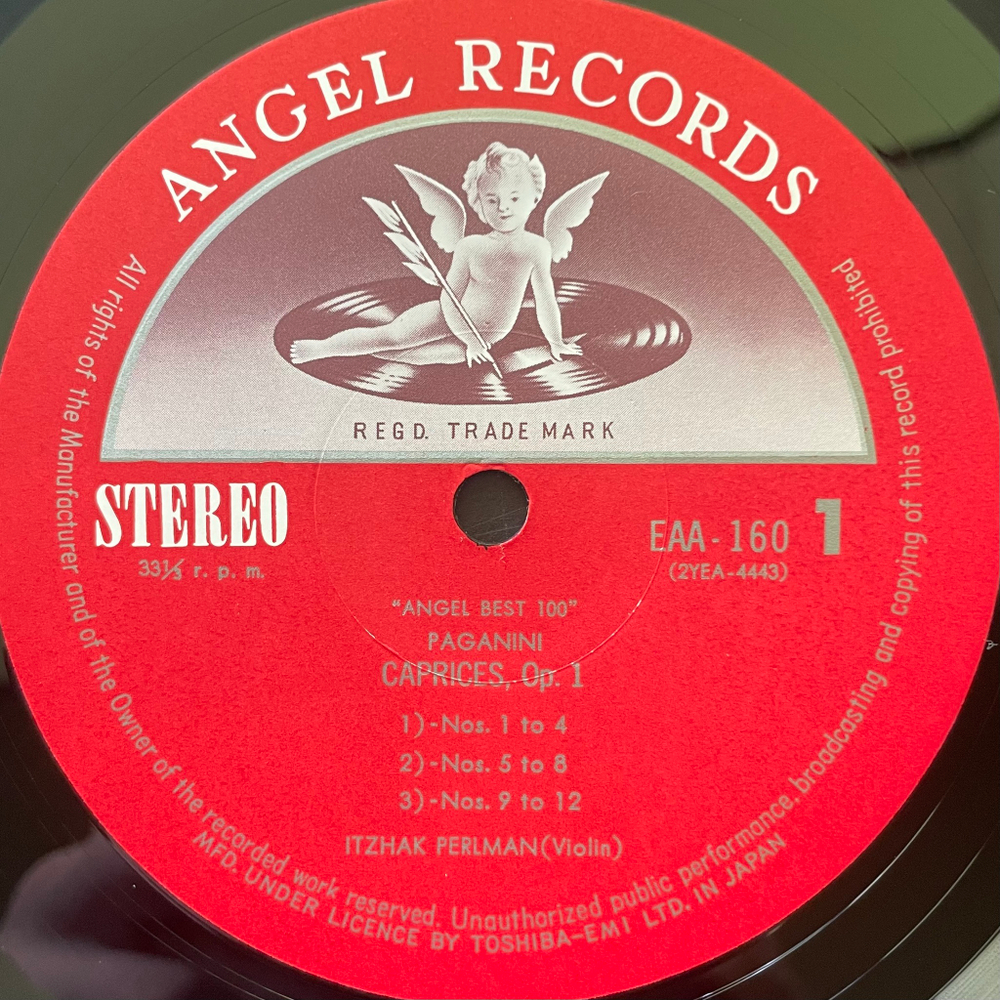 ANGEL RECORDS
REGD. TRADE MARK
STEREO
33⅓ r. p. m.
EAA-160 1
(2YEA-4443)
"ANGEL BEST 100"
PAGANINI
CAPRICES, Op. 1
1)-Nos. 1 to 4
2)-Nos. 5 to 8
3)-Nos. 9 to 12
ITZHAK PERLMAN(Violin)
All rights of the Manufacturer and of the Owner of the recorded work reserved. Unauthorized public performance, broadcasting and copying of this record prohibited
MFD. UNDER LICENCE BY TOSHIBA-EMI LTD. IN JAPAN